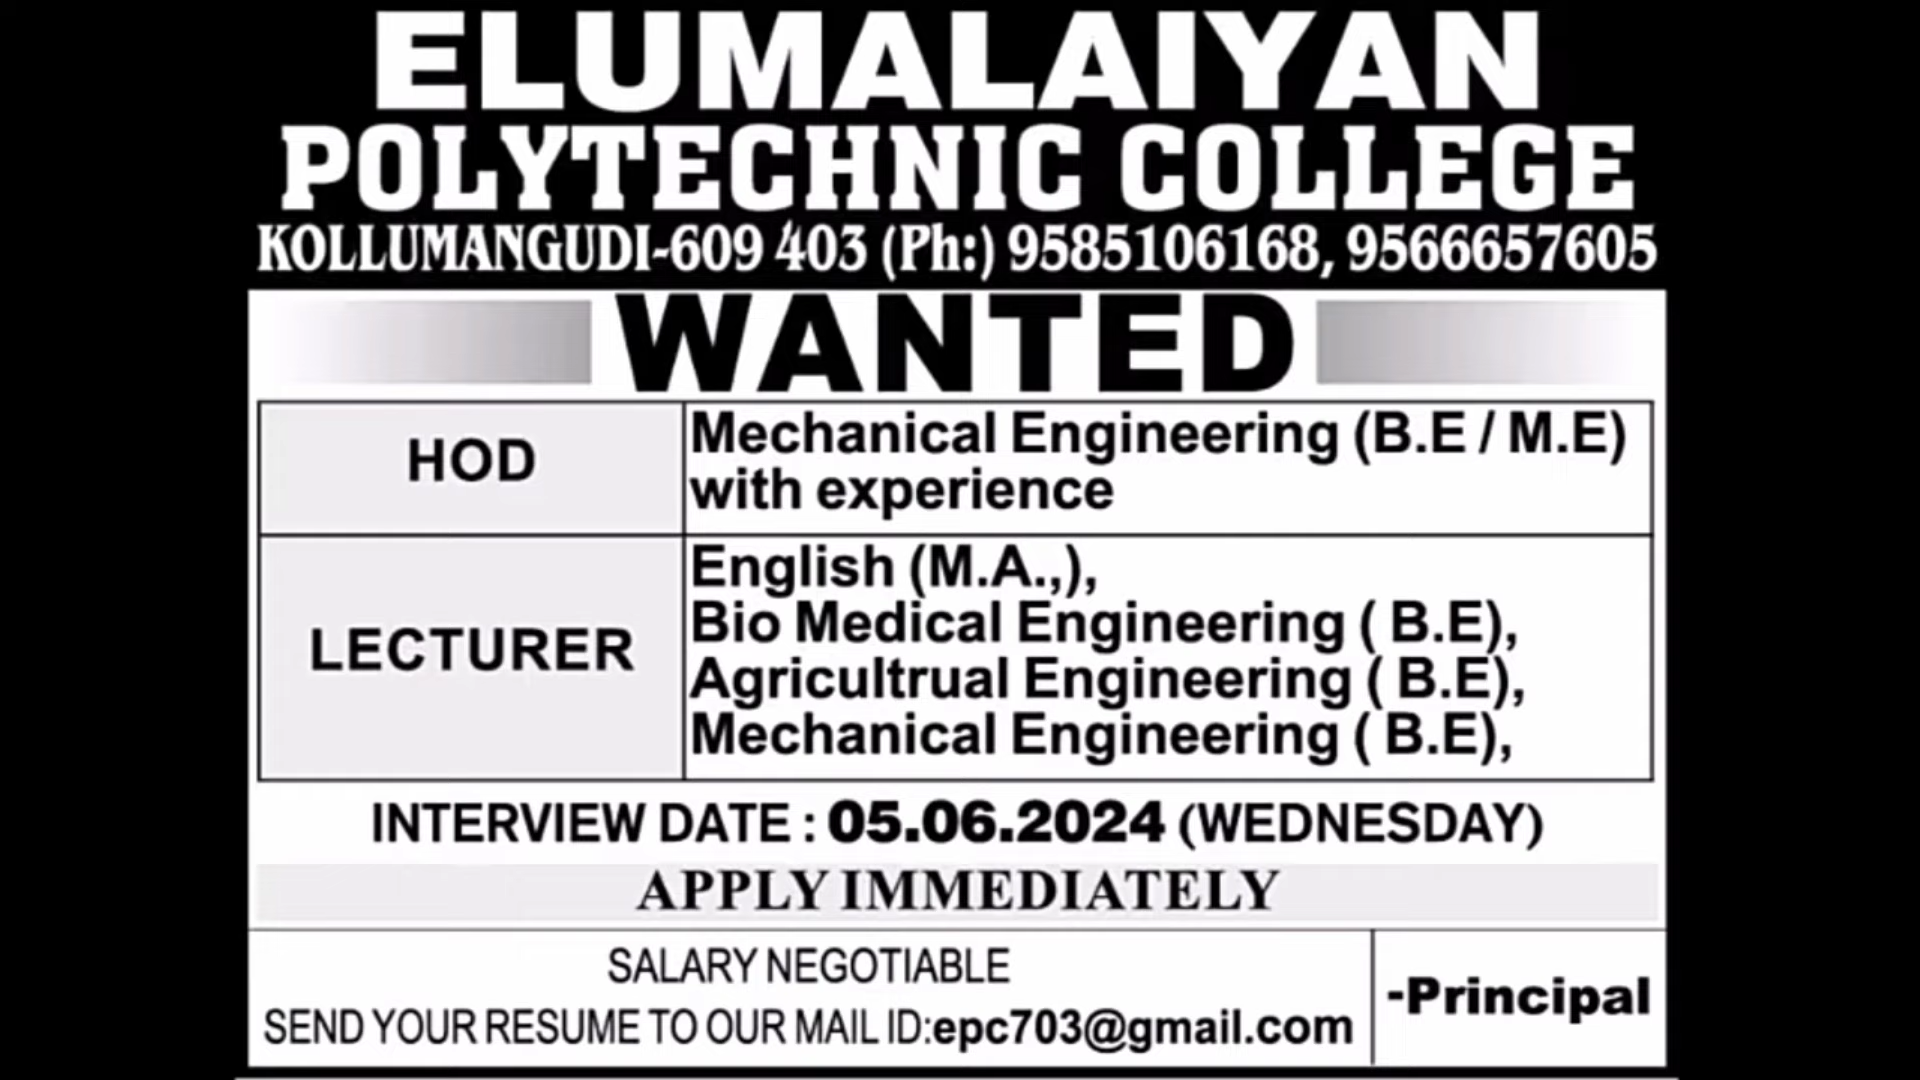 ELUMALAIYAN
POLYTECHNIC COLLEGE
KOLLUMANGUDI-609 403 (Ph:) 9585106168, 9566657605
WANTED
HOD
Mechanical Engineering (B.E / M.E)
with experience
LECTURER
English (M.A.,),
Bio Medical Engineering ( B.E),
Agricultrual Engineering ( B.E),
Mechanical Engineering ( B.E),
INTERVIEW DATE : 05.06.2024 (WEDNESDAY)
APPLY IMMEDIATELY
SALARY NEGOTIABLE
SEND YOUR RESUME TO OUR MAIL ID:epc703@gmail.com
-Principal